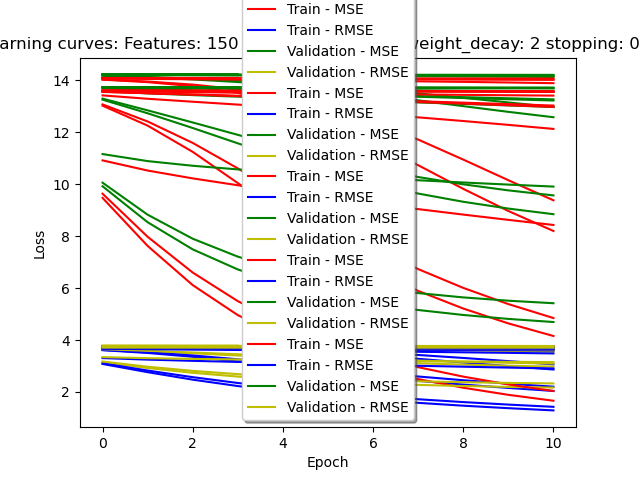 arning curves: Features: 150 weight_decay: 2 stopping: 0
Train - MSE
Train - RMSE
Validation - MSE
Validation - RMSE
Train - MSE
Train - RMSE
Validation - MSE
Validation - RMSE
Train - MSE
Train - RMSE
Validation - MSE
Validation - RMSE
Train - MSE
Train - RMSE
Validation - MSE
Validation - RMSE
Train - MSE
Train - RMSE
Validation - MSE
Validation - RMSE
Loss
14
12
10
8
6
4
2
0 2 4 6 8 10
Epoch